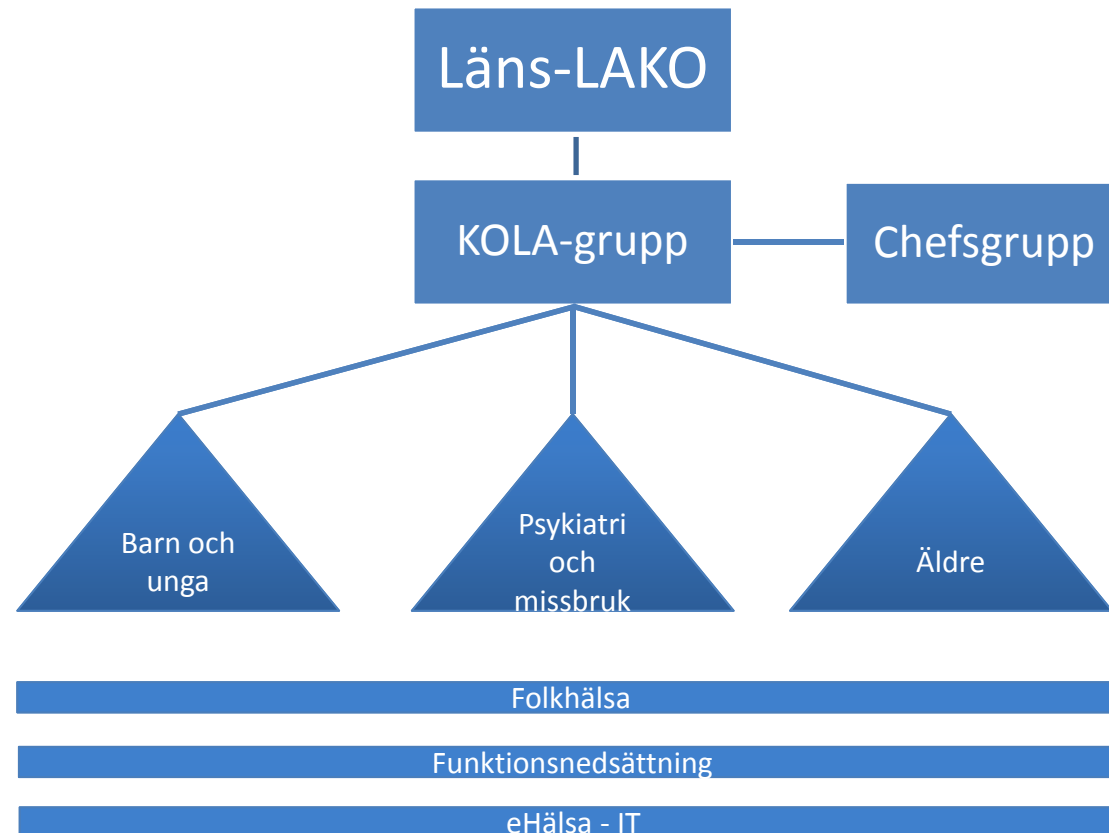 Läns-LAKO
KOLA-grupp
Chefsgrupp
Barn och
unga
Psykiatri
och
missbruk
Äldre
Folkhälsa
Funktionsnedsättning
eHälsa - IT